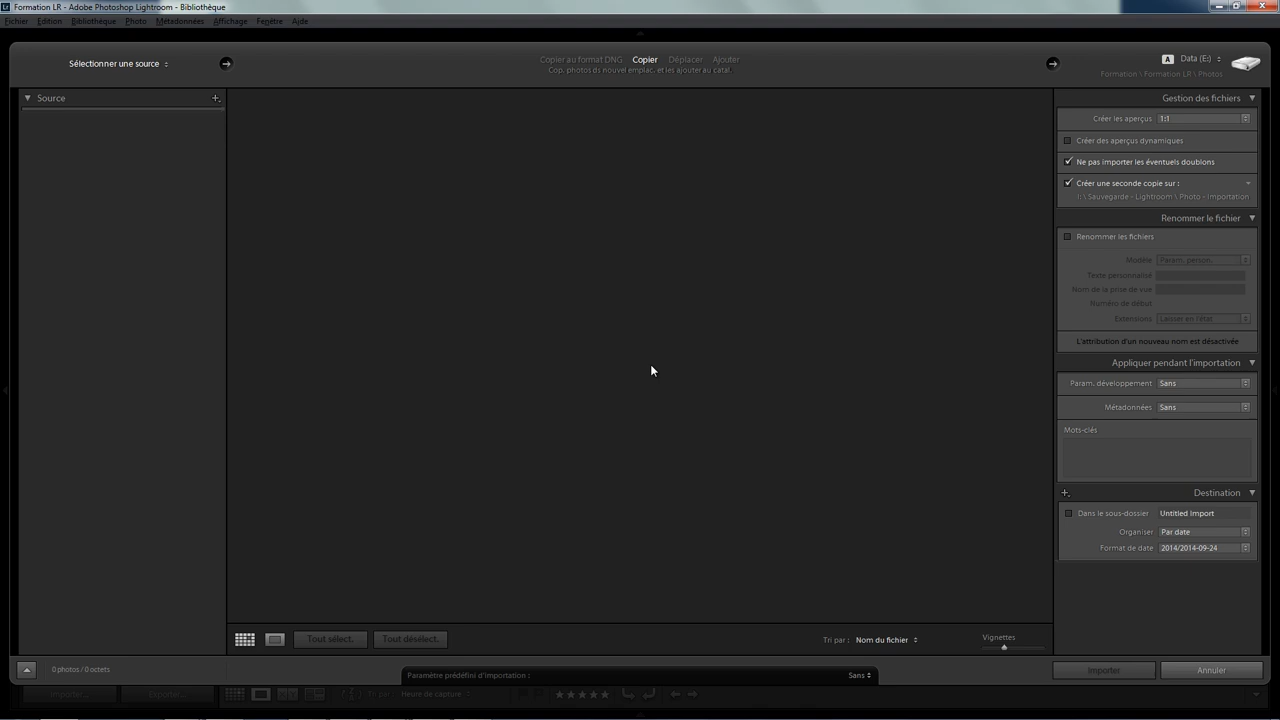 Lr Formation LR - Adobe Photoshop Lightroom - Bibliothèque
Fichier Edition Bibliothèque Photo Métadonnées Affichage Fenêtre Aide
Sélectionner une source
Copier au format DNG Copier Déplacer Ajouter
Cop. photos ds nouvel emplac. et les ajouter au catal.
A Data (E:)
Formation \ Formation LR \ Photos
Source
Gestion des fichiers
Créer les aperçus 1:1
Créer des aperçus dynamiques
Ne pas importer les éventuels doublons
Créer une seconde copie sur :
I: \ Sauvegarde - Lightroom \ Photo - Importation
Renommer le fichier
Renommer les fichiers
Modèle Param. person.
Texte personnalisé
Nom de la prise de vue
Numéro de début
Extensions Laisser en l'état
L'attribution d'un nouveau nom est désactivée
Appliquer pendant l'importation
Param. développement Sans
Métadonnées Sans
Mots-clés
Destination
Dans le sous-dossier Untitled Import
Organiser Par date
Format de date 2014/2014-09-24
Tout sélect. Tout désélect.
Tri par : Nom du fichier
Vignettes
0 photos / 0 octets
Paramètre prédéfini d'importation : Sans
Importer Annuler
Importer... Exporter...
Tri par Heure de capture